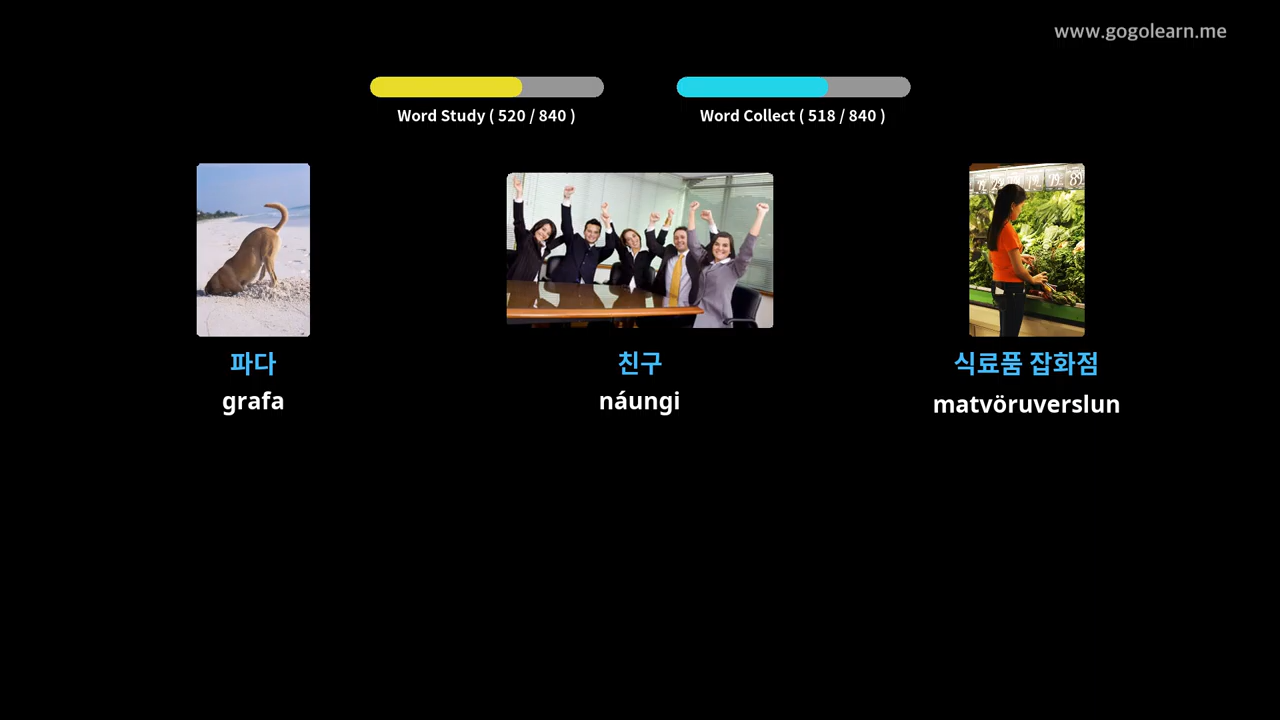 www.gogolearn.me
Word Study ( 520 / 840 )
Word Collect ( 518 / 840 )
파다
친구
식료품 잡화점
grafa
náungi
matvöruverslun